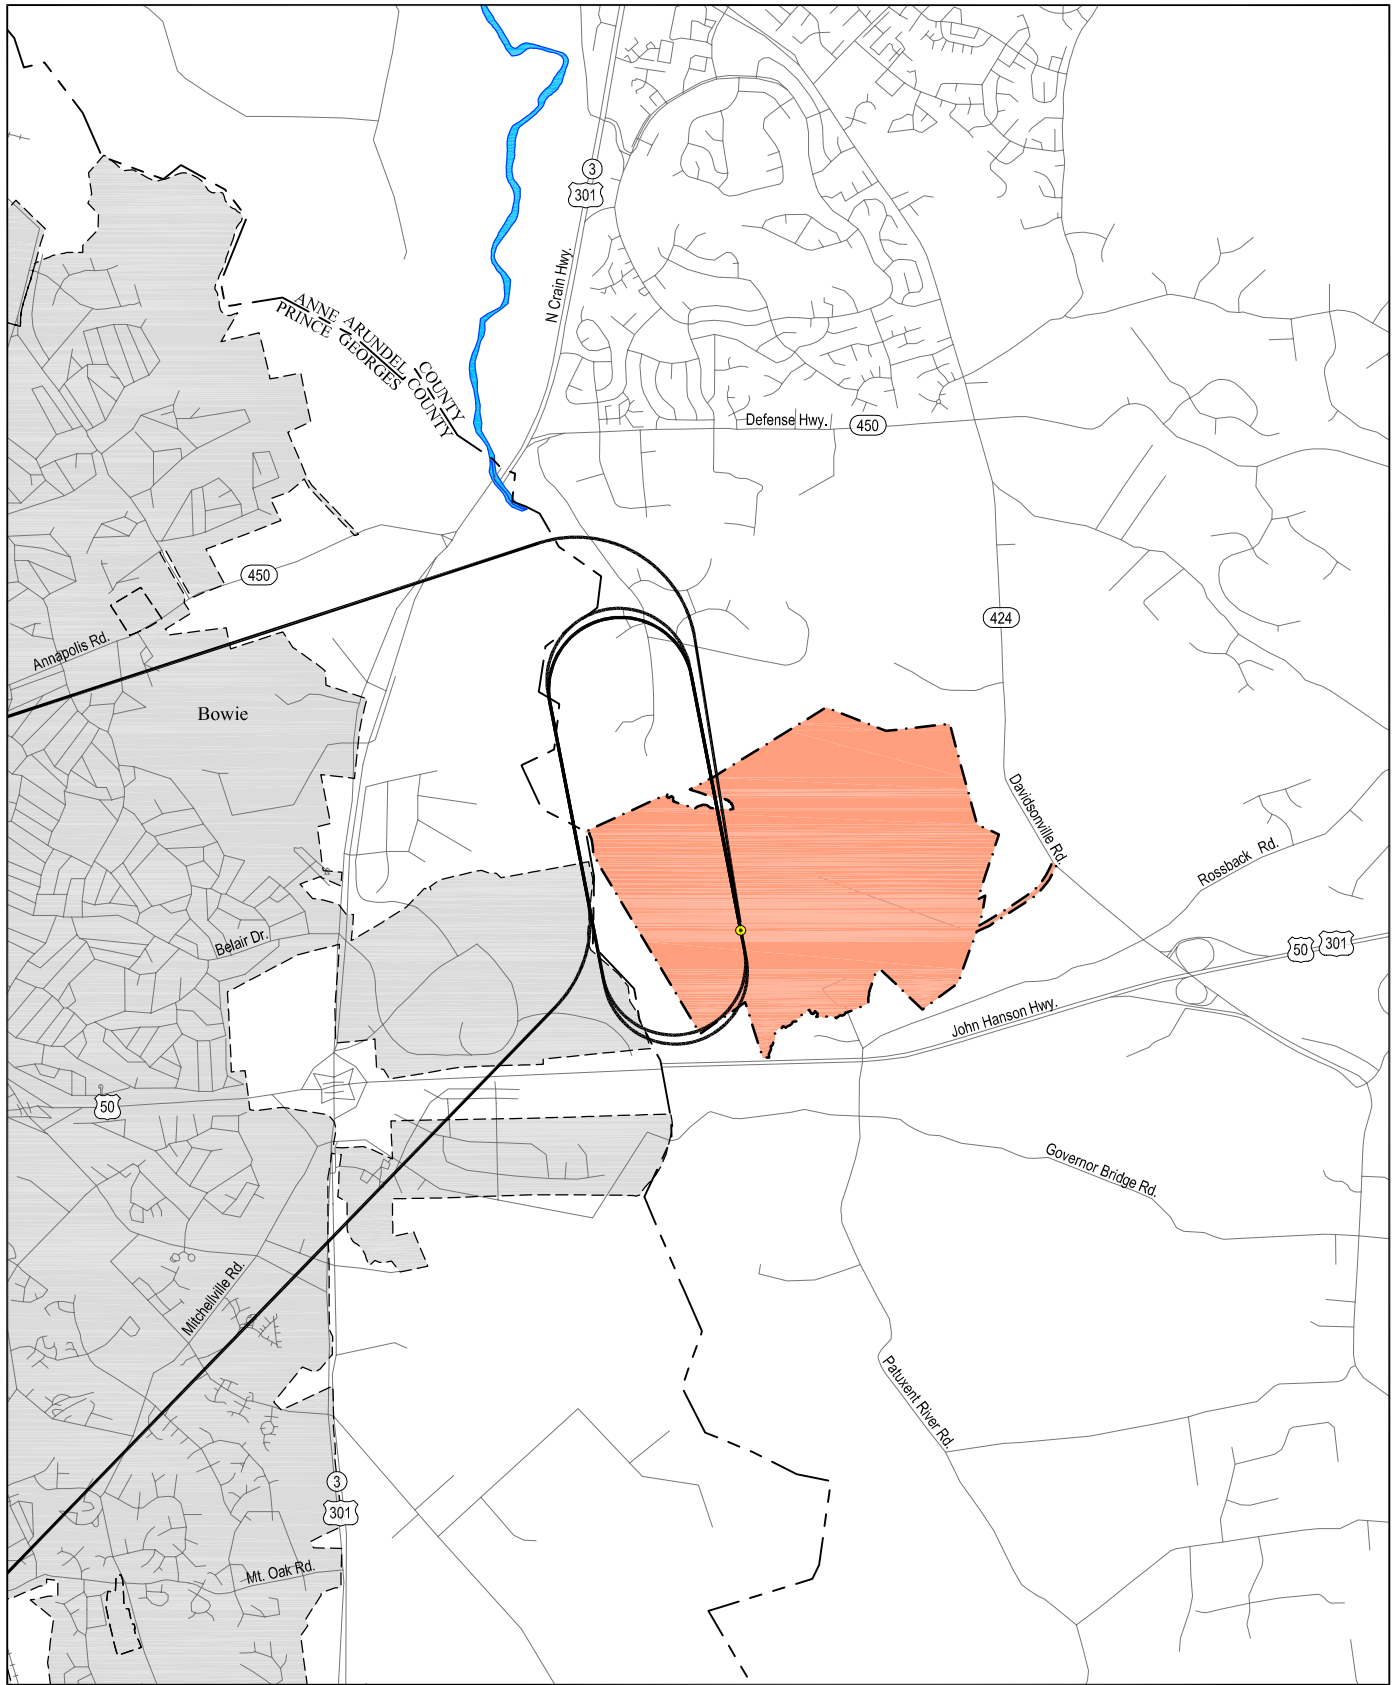 3
301
N Crain Hwy.
ANNE ARUNDEL COUNTY
PRINCE GEORGES COUNTY
Defense Hwy.
450
450
424
Annapolis Rd.
Bowie
Davidsonville Rd.
Rossback Rd.
Belair Dr.
50
301
John Hanson Hwy.
50
Governor Bridge Rd.
Mitchellville Rd.
Patuxent River Rd.
3
301
Mt. Oak Rd.